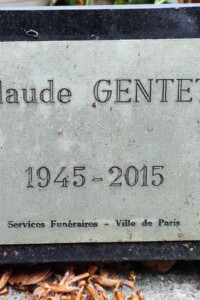 laude GENTET
1945-2015
Services Funéraires - Ville de Paris